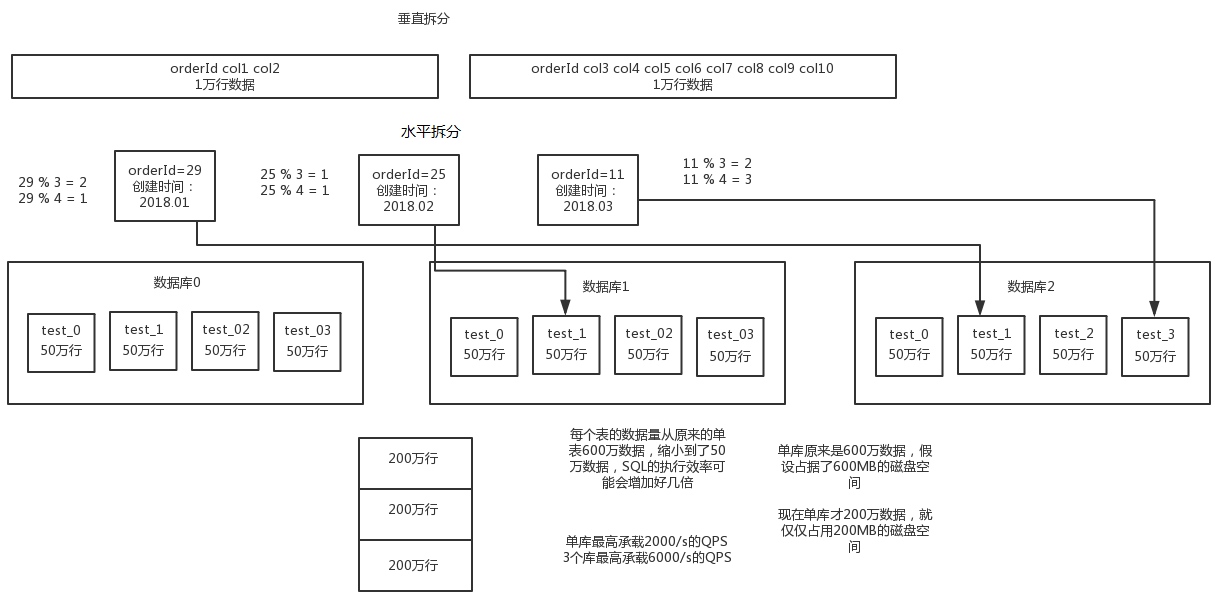 垂直拆分
orderId col1 col2
1万行数据
orderId col3 col4 col5 col6 col7 col8 col9 col10
1万行数据
水平拆分
29 % 3 = 2
29 % 4 = 1
orderId=29
创建时间：
2018.01
25 % 3 = 1
25 % 4 = 1
orderId=25
创建时间：
2018.02
orderId=11
创建时间：
2018.03
11 % 3 = 2
11 % 4 = 3
数据库0
test_0
50万行
test_1
50万行
test_02
50万行
test_03
50万行
数据库1
test_0
50万行
test_1
50万行
test_02
50万行
test_03
50万行
数据库2
test_0
50万行
test_1
50万行
test_2
50万行
test_3
50万行
200万行
200万行
200万行
每个表的数据量从原来的单
表600万数据，缩小到了50
万数据，SQL的执行效率可
能会增加好几倍
单库最高承载2000/s的QPS
3个库最高承载6000/s的QPS
单库原来是600万数据，假
设占据了600MB的磁盘空
间
现在单库才200万数据，就
仅仅占用200MB的磁盘空
间